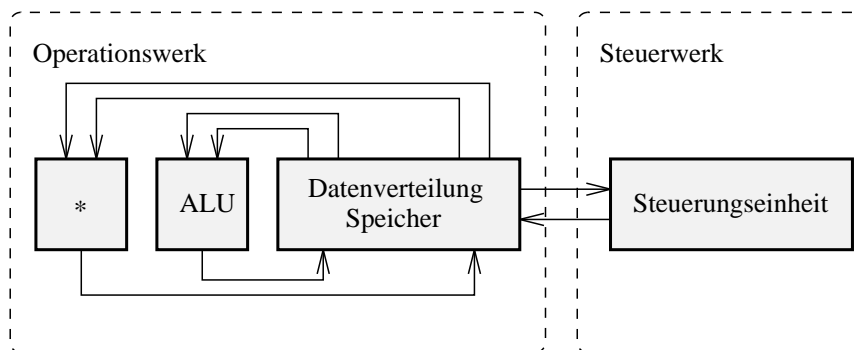 Operationswerk
Steuerwerk
*
ALU
Datenverteilung
Speicher
Steuerungseinheit